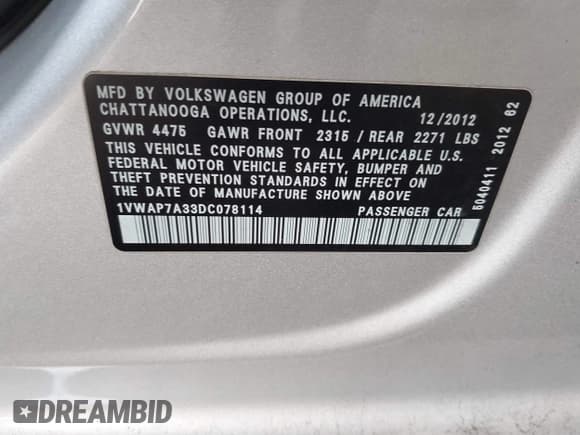 MFD BY VOLKSWAGEN GROUP OF AMERICA
CHATTANOOGA OPERATIONS, LLC. 12/2012
GVWR 4475 GAWR FRONT 2315 / REAR 2271 LBS
THIS VEHICLE CONFORMS TO ALL APPLICABLE U.S.
FEDERAL MOTOR VEHICLE SAFETY, BUMPER AND
THEFT PREVENTION STANDARDS IN EFFECT ON
THE DATE OF MANUFACTURE SHOWN ABOVE
1VWAP7A33DC078114 PASSENGER CAR
6040411 2012 62
DREAMBID